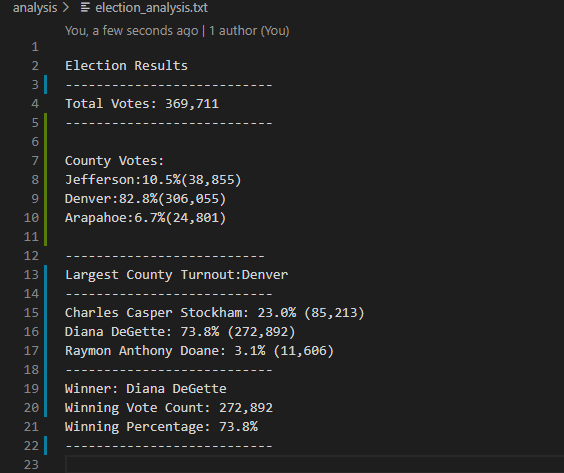 analysis > election_analysis.txt
You, a few seconds ago | 1 author (You)
1
2 Election Results
3 ---------------------------
4 Total Votes: 369,711
5 ---------------------------
6
7 County Votes:
8 Jefferson:10.5%(38,855)
9 Denver:82.8%(306,055)
10 Arapahoe:6.7%(24,801)
11
12 --------------------------
13 Largest County Turnout:Denver
14 ---------------------------
15 Charles Casper Stockham: 23.0% (85,213)
16 Diana DeGette: 73.8% (272,892)
17 Raymon Anthony Doane: 3.1% (11,606)
18 ---------------------------
19 Winner: Diana DeGette
20 Winning Vote Count: 272,892
21 Winning Percentage: 73.8%
22 ---------------------------
23